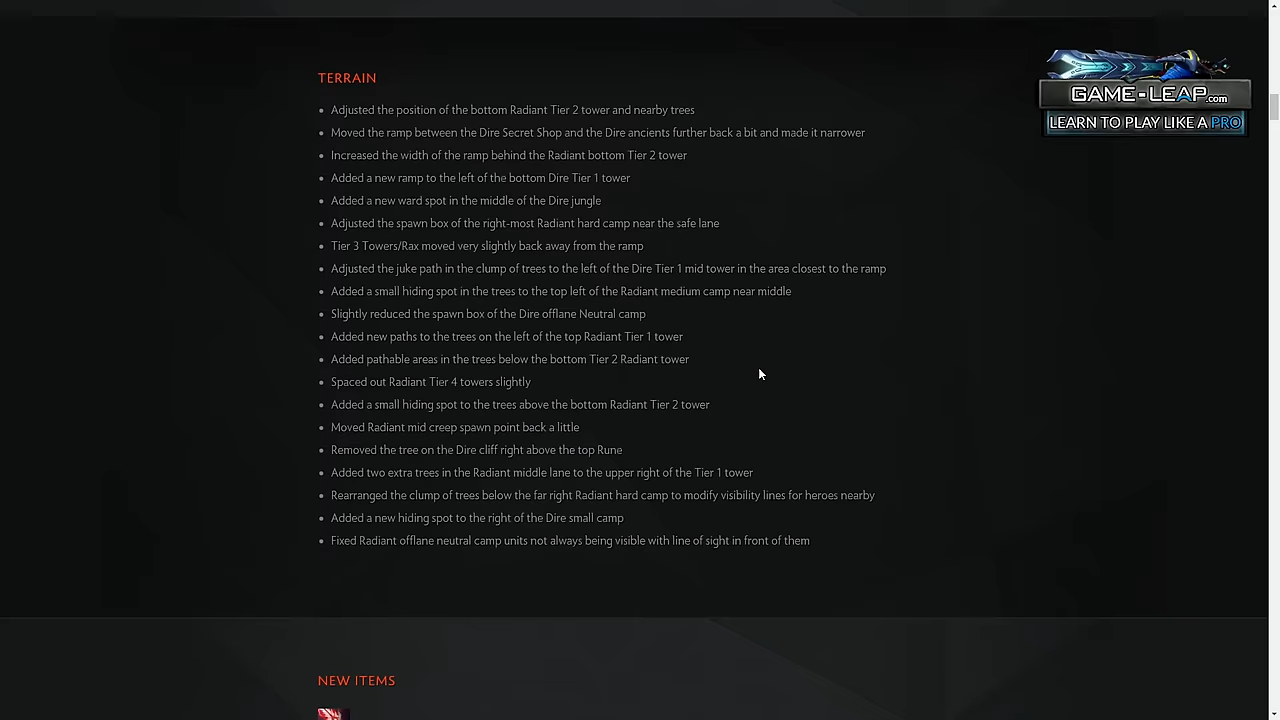 GAME-LEAP.com
LEARN TO PLAY LIKE A PRO
TERRAIN
Adjusted the position of the bottom Radiant Tier 2 tower and nearby trees
Moved the ramp between the Dire Secret Shop and the Dire ancients further back a bit and made it narrower
Increased the width of the ramp behind the Radiant bottom Tier 2 tower
Added a new ramp to the left of the bottom Dire Tier 1 tower
Added a new ward spot in the middle of the Dire jungle
Adjusted the spawn box of the right-most Radiant hard camp near the safe lane
Tier 3 Towers/Rax moved very slightly back away from the ramp
Adjusted the juke path in the clump of trees to the left of the Dire Tier 1 mid tower in the area closest to the ramp
Added a small hiding spot in the trees to the top left of the Radiant medium camp near middle
Slightly reduced the spawn box of the Dire offlane Neutral camp
Added new paths to the trees on the left of the top Radiant Tier 1 tower
Added pathable areas in the trees below the bottom Tier 2 Radiant tower
Spaced out Radiant Tier 4 towers slightly
Added a small hiding spot to the trees above the bottom Radiant Tier 2 tower
Moved Radiant mid creep spawn point back a little
Removed the tree on the Dire cliff right above the top Rune
Added two extra trees in the Radiant middle lane to the upper right of the Tier 1 tower
Rearranged the clump of trees below the far right Radiant hard camp to modify visibility lines for heroes nearby
Added a new hiding spot to the right of the Dire small camp
Fixed Radiant offlane neutral camp units not always being visible with line of sight in front of them
NEW ITEMS